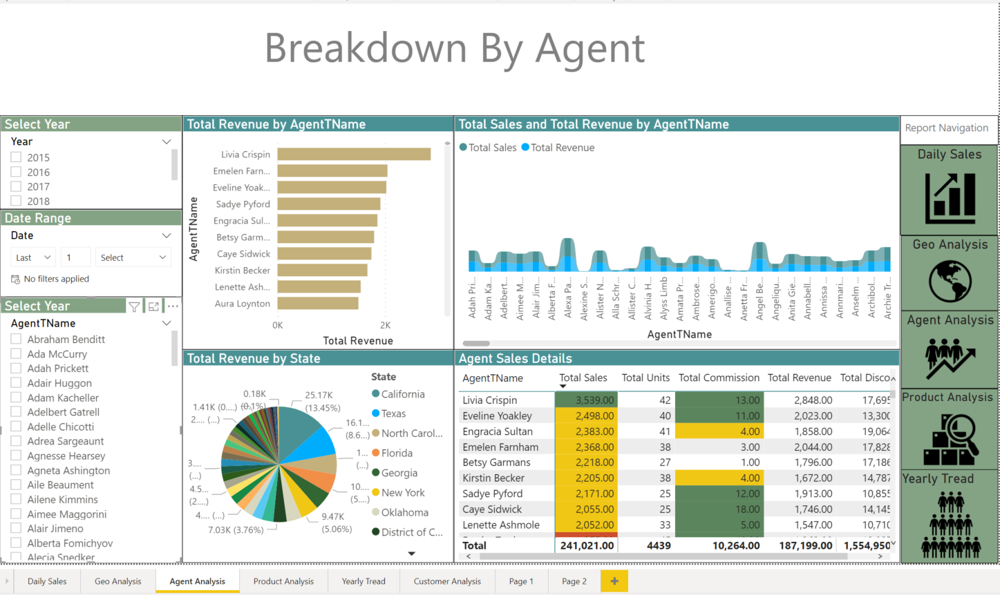 Breakdown By Agent
Select Year
Year
2015
2016
2017
2018
Date Range
Date
Last
1
Select
No filters applied
Select Year
AgentTName
Abraham Benditt
Ada McCurry
Adah Prickett
Adair Huggon
Adam Kacheller
Adelbert Gatrell
Adelle Chicotti
Adrea Sargeaunt
Agnesse Hearsey
Agneta Ashington
Aile Beaument
Ailene Kimmins
Aimee Maggorini
Alair Jimeno
Alberta Fomichyov
Alecia Snedker
Total Revenue by AgentTName
AgentTName
Livia Crispin
Emelen Farn...
Eveline Yoak...
Sadye Pyford
Engracia Sul...
Betsy Garm...
Caye Sidwick
Kirstin Becker
Lenette Ash...
Aura Loynton
0K 2K
Total Revenue
Total Sales and Total Revenue by AgentTName
Total Sales Total Revenue
Adah Pri...
Adam Ka...
Adelbert...
Aimee M...
Alair Jim...
Alberta F...
Alexa Pa...
Alexine S...
Alister N...
Alla Schr...
Allister C...
Alvinia H...
Alyss Limb
Amata Pr...
Ambrose...
Amerigo...
Anallise ...
Anetta Fr...
Angel Be...
Angeliqu...
Anita Gie...
Annabell...
Annissa ...
Annmari...
Anselm ...
Archibol...
Archie Tr...
AgentTName
Total Revenue by State
0.18K
(0.1%)
1.41K (0....)
2.... (...)
3....
(...)
4.5...
(2....)
4.... (...)
7.03K (3.76%)
25.17K
(13.45%)
16.1...
(8.6...)
1...
(...)
10....
(5....)
9.47K
(5.06%)
State
California
Texas
North Carol...
Florida
Georgia
New York
Oklahoma
District of C...
Agent Sales Details
AgentTName Total Sales Total Units Total Commission Total Revenue Total Disco
Livia Crispin 3,539.00 42 13.00 2,848.00 17,695
Eveline Yoakley 2,498.00 40 11.00 2,023.00 13,300
Engracia Sultan 2,383.00 41 4.00 1,858.00 19,064
Emelen Farnham 2,368.00 38 3.00 2,044.00 17,828
Betsy Garmans 2,218.00 27 1.00 1,796.00 17,186
Kirstin Becker 2,205.00 38 4.00 1,672.00 14,787
Sadye Pyford 2,171.00 25 12.00 1,913.00 10,855
Caye Sidwick 2,055.00 25 18.00 1,746.00 14,145
Lenette Ashmole 2,052.00 33 5.00 1,547.00 10,710
Total 241,021.00 4439 10,264.00 187,199.00 1,554,950
Report Navigation
Daily Sales
Geo Analysis
Agent Analysis
Product Analysis
Yearly Tread
Daily Sales
Geo Analysis
Agent Analysis
Product Analysis
Yearly Tread
Customer Analysis
Page 1
Page 2
+